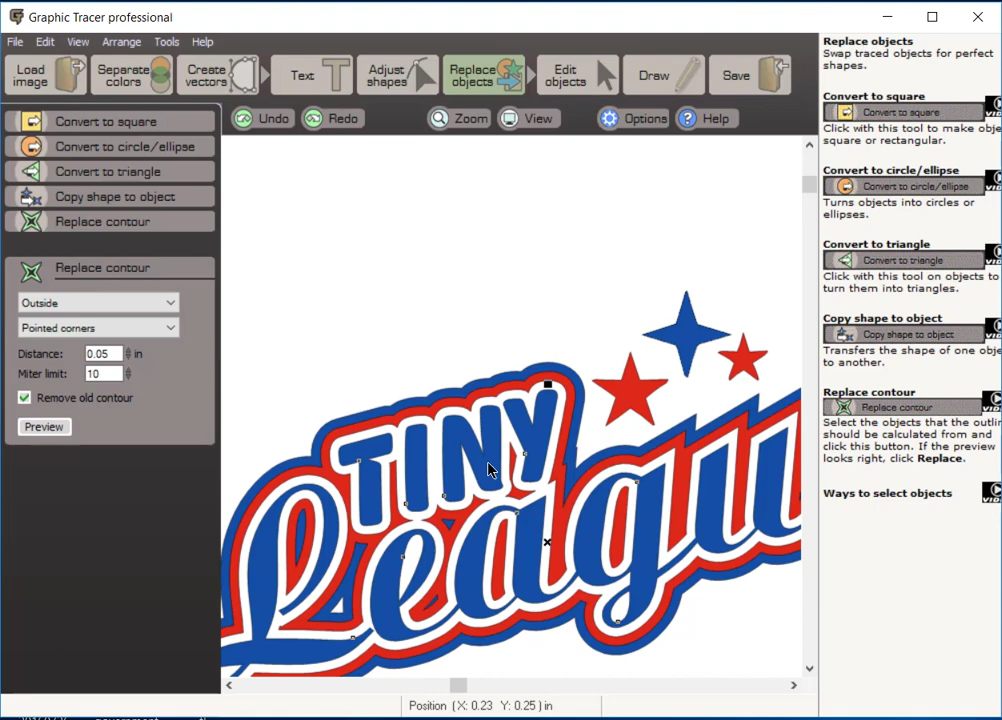 Graphic Tracer professional
File Edit View Arrange Tools Help
Load image
Separate colors
Create vectors
Text
Adjust shapes
Replace objects
Edit objects
Draw
Save
Undo
Redo
Zoom
View
Options
Help
Convert to square
Convert to circle/ellipse
Convert to triangle
Copy shape to object
Replace contour
Replace contour
Outside
Pointed corners
Distance: 0.05 in
Miter limit: 10
Remove old contour
Preview
TINY
Leagu
Position (X: 0.23 Y: 0.25) in
Replace objects
Swap traced objects for perfect
shapes.
Convert to square
Convert to square
Click with this tool to make obje
square or rectangular.
Convert to circle/ellipse
Convert to circle/ellipse
Turns objects into circles or
ellipses.
Convert to triangle
Convert to triangle
Click with this tool on objects to
turn them into triangles.
Copy shape to object
Copy shape to object
Transfers the shape of one obje
to another.
Replace contour
Replace contour
Select the objects that the outlin
should be calculated from and
click this button. If the preview
looks right, click Replace.
Ways to select objects